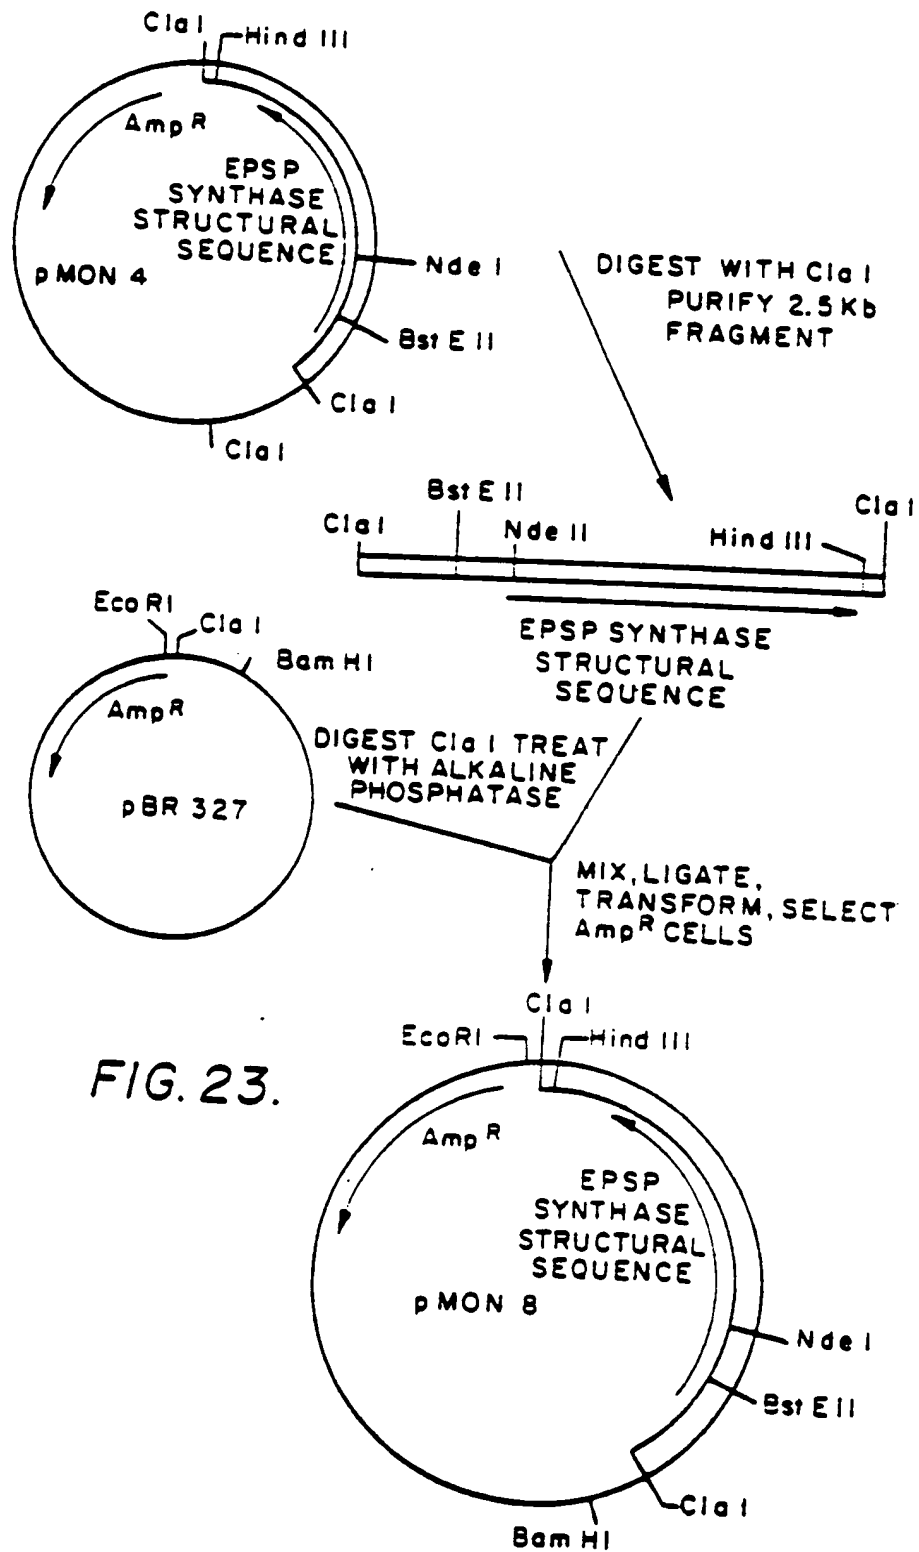 Cla I
Hind III
Amp R
EPSP
SYNTHASE
STRUCTURAL
SEQUENCE
pMON 4
Nde I
Bst E II
Cla I
Cla I
DIGEST WITH Cla I
PURIFY 2.5 Kb
FRAGMENT
Bst E II
Cla I
Nde II
Hind III
Cla I
EPSP SYNTHASE
STRUCTURAL
SEQUENCE
Eco RI
Cla I
Bam HI
Amp R
pBR 327
DIGEST Cla I TREAT
WITH ALKALINE
PHOSPHATASE
MIX, LIGATE,
TRANSFORM, SELECT
Amp R CELLS
FIG. 23.
Cla I
Eco RI
Hind III
Amp R
EPSP
SYNTHASE
STRUCTURAL
SEQUENCE
pMON 8
Nde I
Bst E II
Cla I
Bam HI